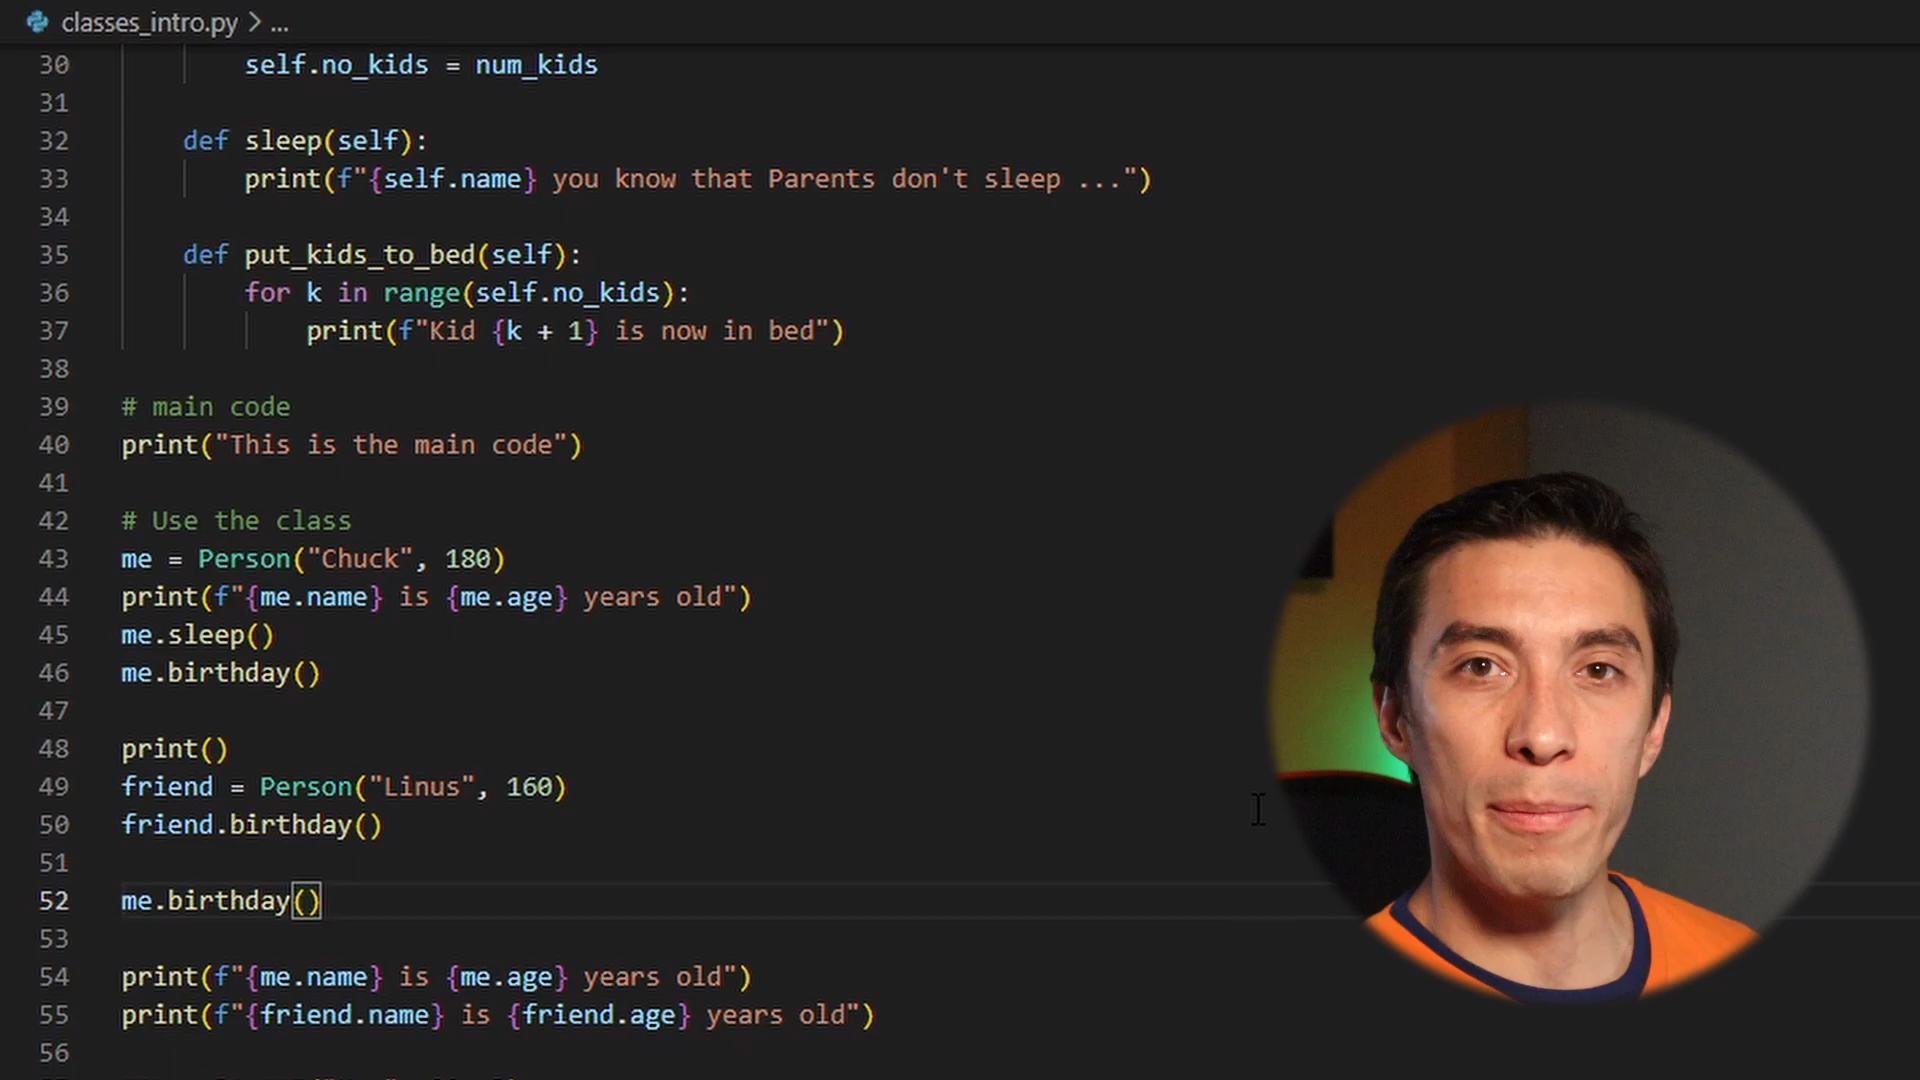 classes_intro.py > ...
30 self.no_kids = num_kids
31
32 def sleep(self):
33 print(f"{self.name} you know that Parents don't sleep ...")
34
35 def put_kids_to_bed(self):
36 for k in range(self.no_kids):
37 print(f"Kid {k + 1} is now in bed")
38
39 # main code
40 print("This is the main code")
41
42 # Use the class
43 me = Person("Chuck", 180)
44 print(f"{me.name} is {me.age} years old")
45 me.sleep()
46 me.birthday()
47
48 print()
49 friend = Person("Linus", 160)
50 friend.birthday()
51
52 me.birthday()
53
54 print(f"{me.name} is {me.age} years old")
55 print(f"{friend.name} is {friend.age} years old")
56